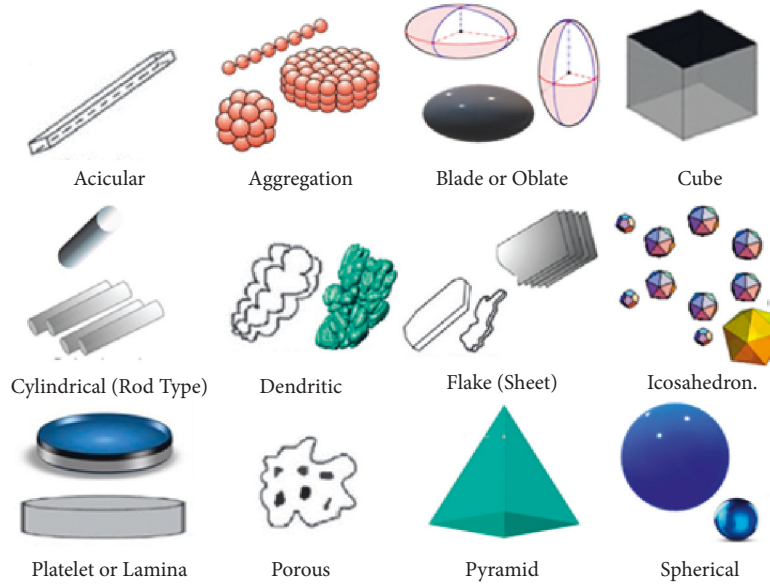 Acicular
Aggregation
Blade or Oblate
Cube
Cylindrical (Rod Type)
Dendritic
Flake (Sheet)
Icosahedron.
Platelet or Lamina
Porous
Pyramid
Spherical